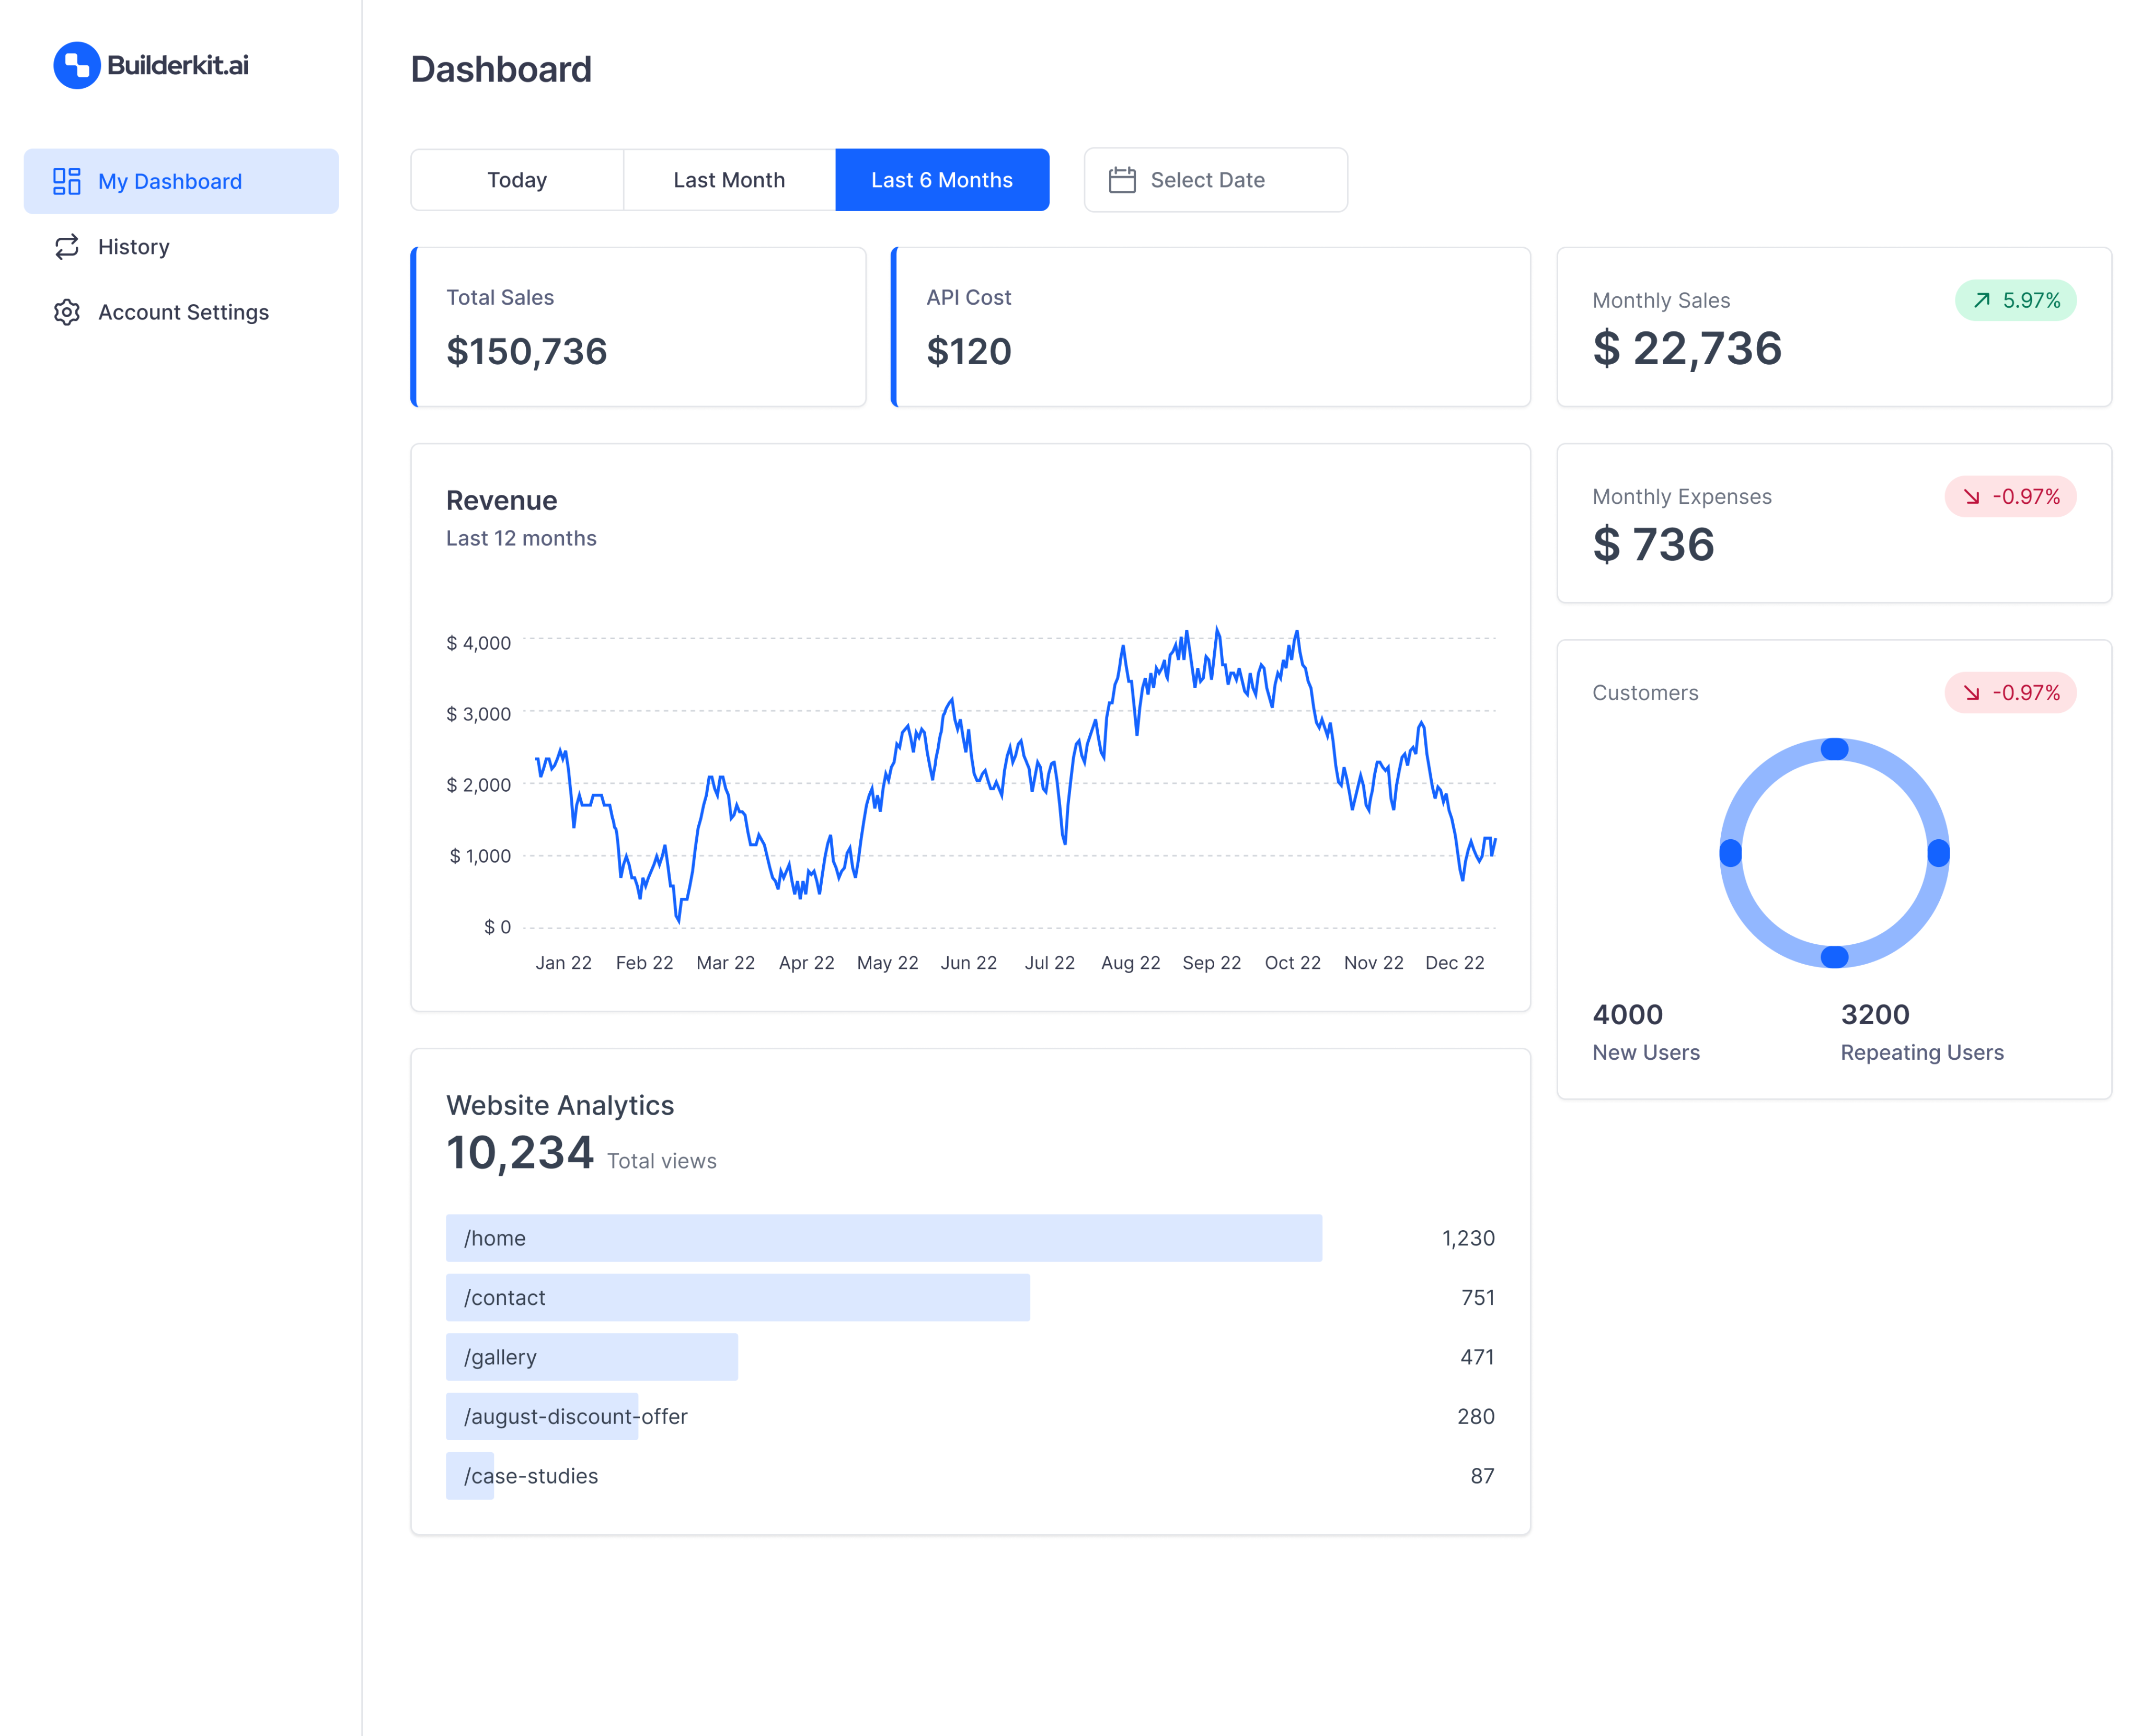 Builderkit.ai
My Dashboard
History
Account Settings
Dashboard
Today
Last Month
Last 6 Months
Select Date
Total Sales
$150,736
API Cost
$120
Monthly Sales
5.97%
$ 22,736
Revenue
Last 12 months
$ 4,000
$ 3,000
$ 2,000
$ 1,000
$ 0
Jan 22 Feb 22 Mar 22 Apr 22 May 22 Jun 22 Jul 22 Aug 22 Sep 22 Oct 22 Nov 22 Dec 22
Monthly Expenses
-0.97%
$ 736
Customers
-0.97%
4000
New Users
3200
Repeating Users
Website Analytics
10,234 Total views
/home 1,230
/contact 751
/gallery 471
/august-discount-offer 280
/case-studies 87